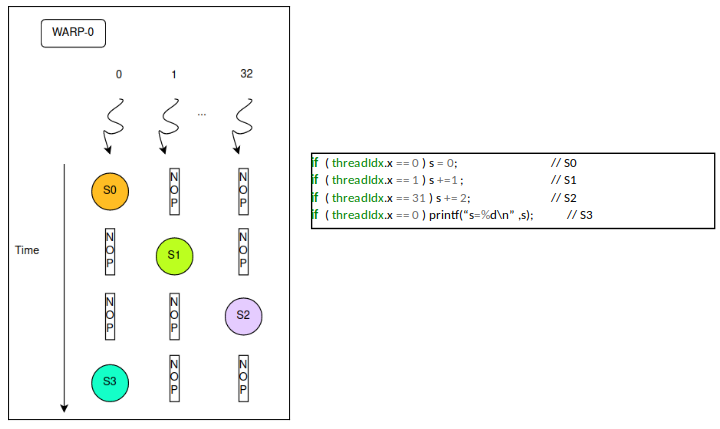 WARP-0
0 1 32
...
S0 NOP NOP
NOP S1 NOP
Time
NOP NOP S2
S3 NOP NOP
if ( threadIdx.x == 0 ) s = 0; // S0
if ( threadIdx.x == 1 ) s +=1; // S1
if ( threadIdx.x == 31 ) s += 2; // S2
if ( threadIdx.x == 0 ) printf(“s=%d\n” ,s); // S3